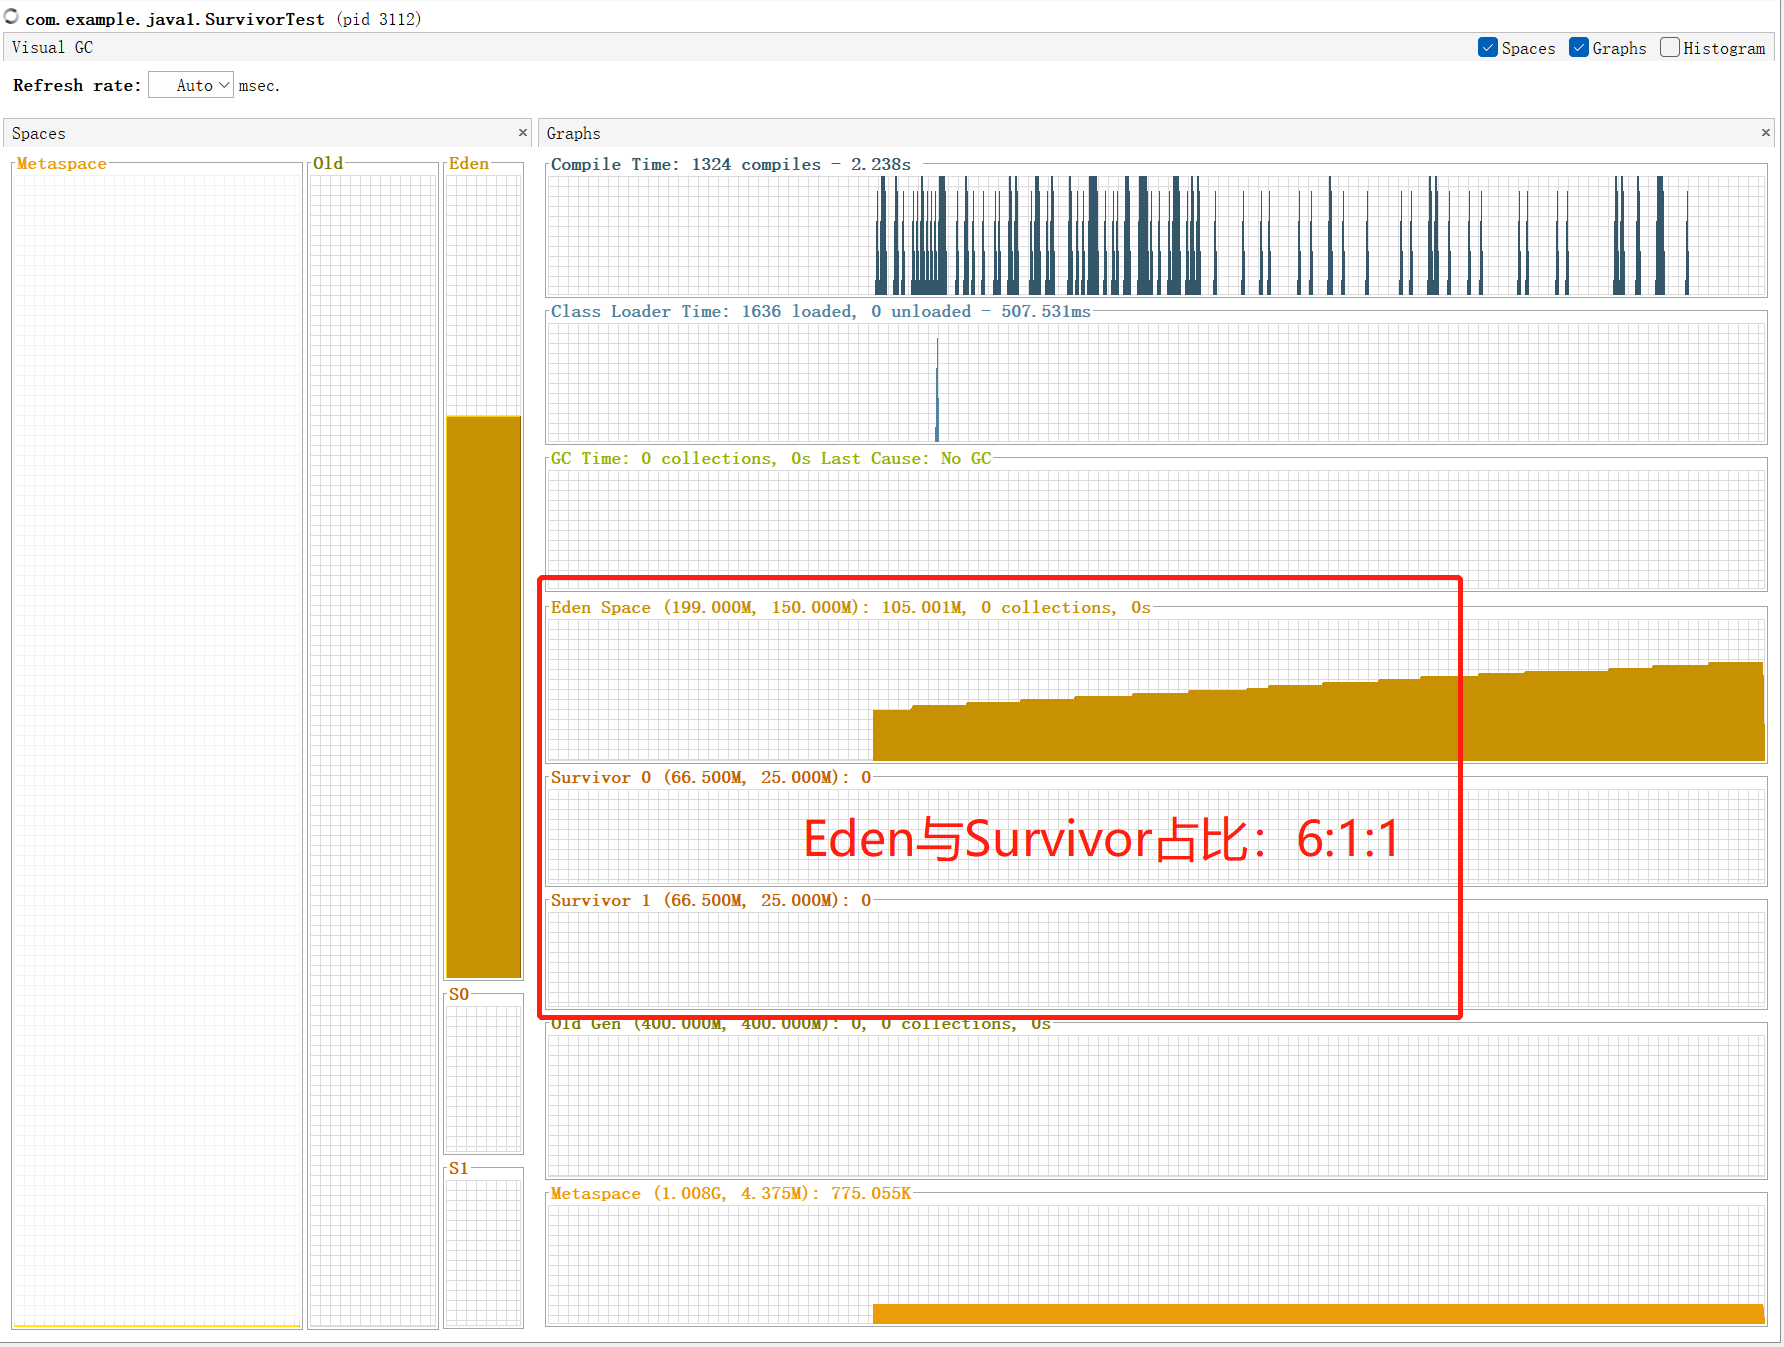 com.example.java1.SurvivorTest (pid 3112)
Visual GC
Spaces Graphs Histogram
Refresh rate: Auto msec.
Spaces
Graphs
Metaspace
Old
Eden
S0
S1
Compile Time: 1324 compiles - 2.238s
Class Loader Time: 1636 loaded, 0 unloaded - 507.531ms
GC Time: 0 collections, 0s Last Cause: No GC
Eden Space (199.000M, 150.000M): 105.001M, 0 collections, 0s
Survivor 0 (66.500M, 25.000M): 0
Eden与Survivor占比：6:1:1
Survivor 1 (66.500M, 25.000M): 0
Old Gen (400.000M, 400.000M): 0, 0 collections, 0s
Metaspace (1.008G, 4.375M): 775.055K